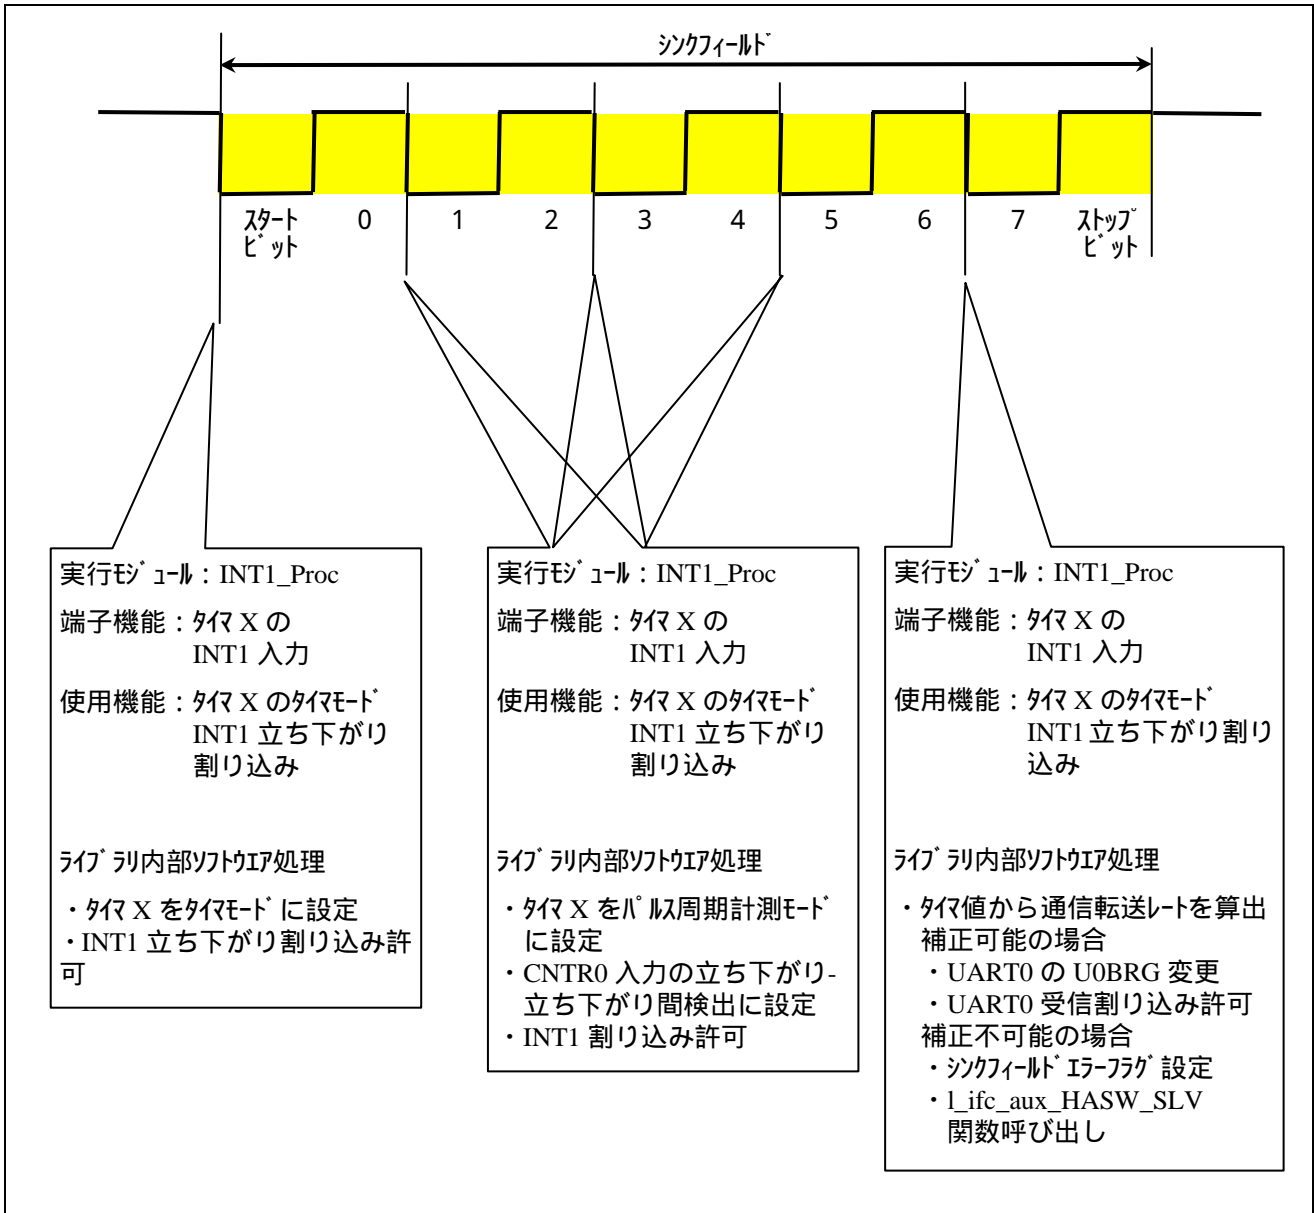 ｼﾝｸﾌｨｰﾙﾄﾞ
ｽﾀｰﾄ
ﾋﾞｯﾄ
0
1
2
3
4
5
6
7
ｽﾄｯﾌﾟ
ﾋﾞｯﾄ
実行ﾓｼﾞｭｰﾙ：INT1_Proc
端子機能：ﾀｲﾏ X の
INT1 入力
使用機能：ﾀｲﾏ X のﾀｲﾏﾓｰﾄﾞ
INT1 立ち下がり
割り込み
ﾗｲﾌﾞﾗﾘ内部ｿﾌﾄｳｴｱ処理
・ﾀｲﾏ X をﾀｲﾏﾓｰﾄﾞに設定
・INT1 立ち下がり割り込み許
可
実行ﾓｼﾞｭｰﾙ：INT1_Proc
端子機能：ﾀｲﾏ X の
INT1 入力
使用機能：ﾀｲﾏ X のﾀｲﾏﾓｰﾄﾞ
INT1 立ち下がり
割り込み
ﾗｲﾌﾞﾗﾘ内部ｿﾌﾄｳｴｱ処理
・ﾀｲﾏ X をﾊﾟﾙｽ周期計測ﾓｰﾄﾞ
に設定
・CNTR0 入力の立ち下がり-
立ち下がり間検出に設定
・INT1 割り込み許可
実行ﾓｼﾞｭｰﾙ：INT1_Proc
端子機能：ﾀｲﾏ X の
INT1 入力
使用機能：ﾀｲﾏ X のﾀｲﾏﾓｰﾄﾞ
INT1 立ち下がり割り
込み
ﾗｲﾌﾞﾗﾘ内部ｿﾌﾄｳｴｱ処理
・ﾀｲﾏ値から通信転送ﾚｰﾄを算出
補正可能の場合
・UART0 の U0BRG 変更
・UART0 受信割り込み許可
補正不可能の場合
・ｼﾝｸﾌｨｰﾙﾄﾞｴﾗｰﾌﾗｸﾞ設定
・l_ifc_aux_HASW_SLV
関数呼び出し